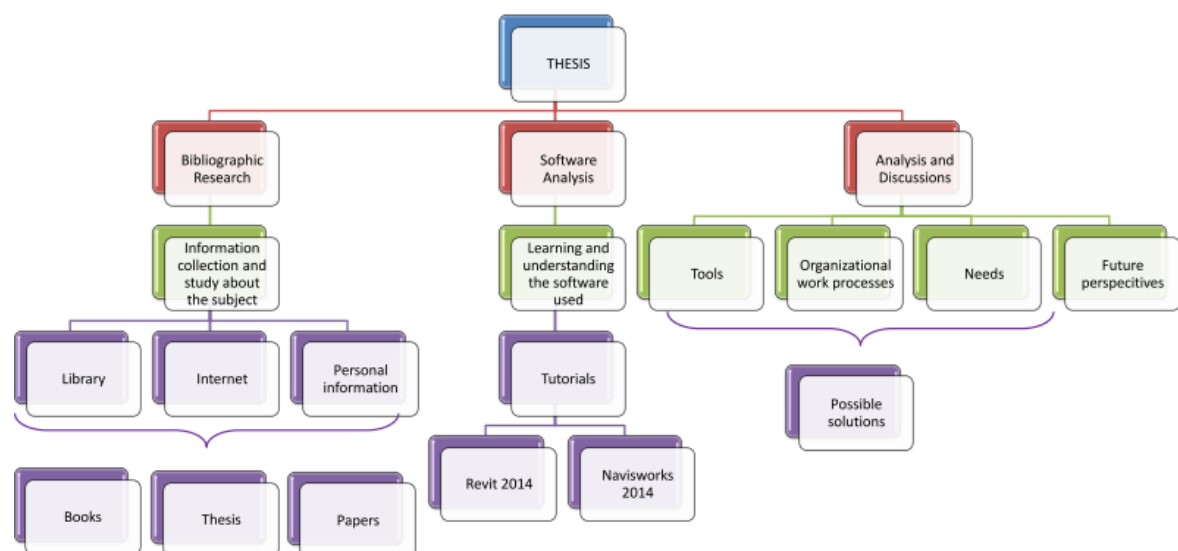 THESIS
Bibliographic
Research
Software
Analysis
Analysis and
Discussions
Information
collection and
study about
the subject
Learning and
understanding
the software
used
Tools
Organizational
work processes
Needs
Future
perspecitives
Library
Internet
Personal
information
Tutorials
Possible
solutions
Revit 2014
Navisworks
2014
Books
Thesis
Papers